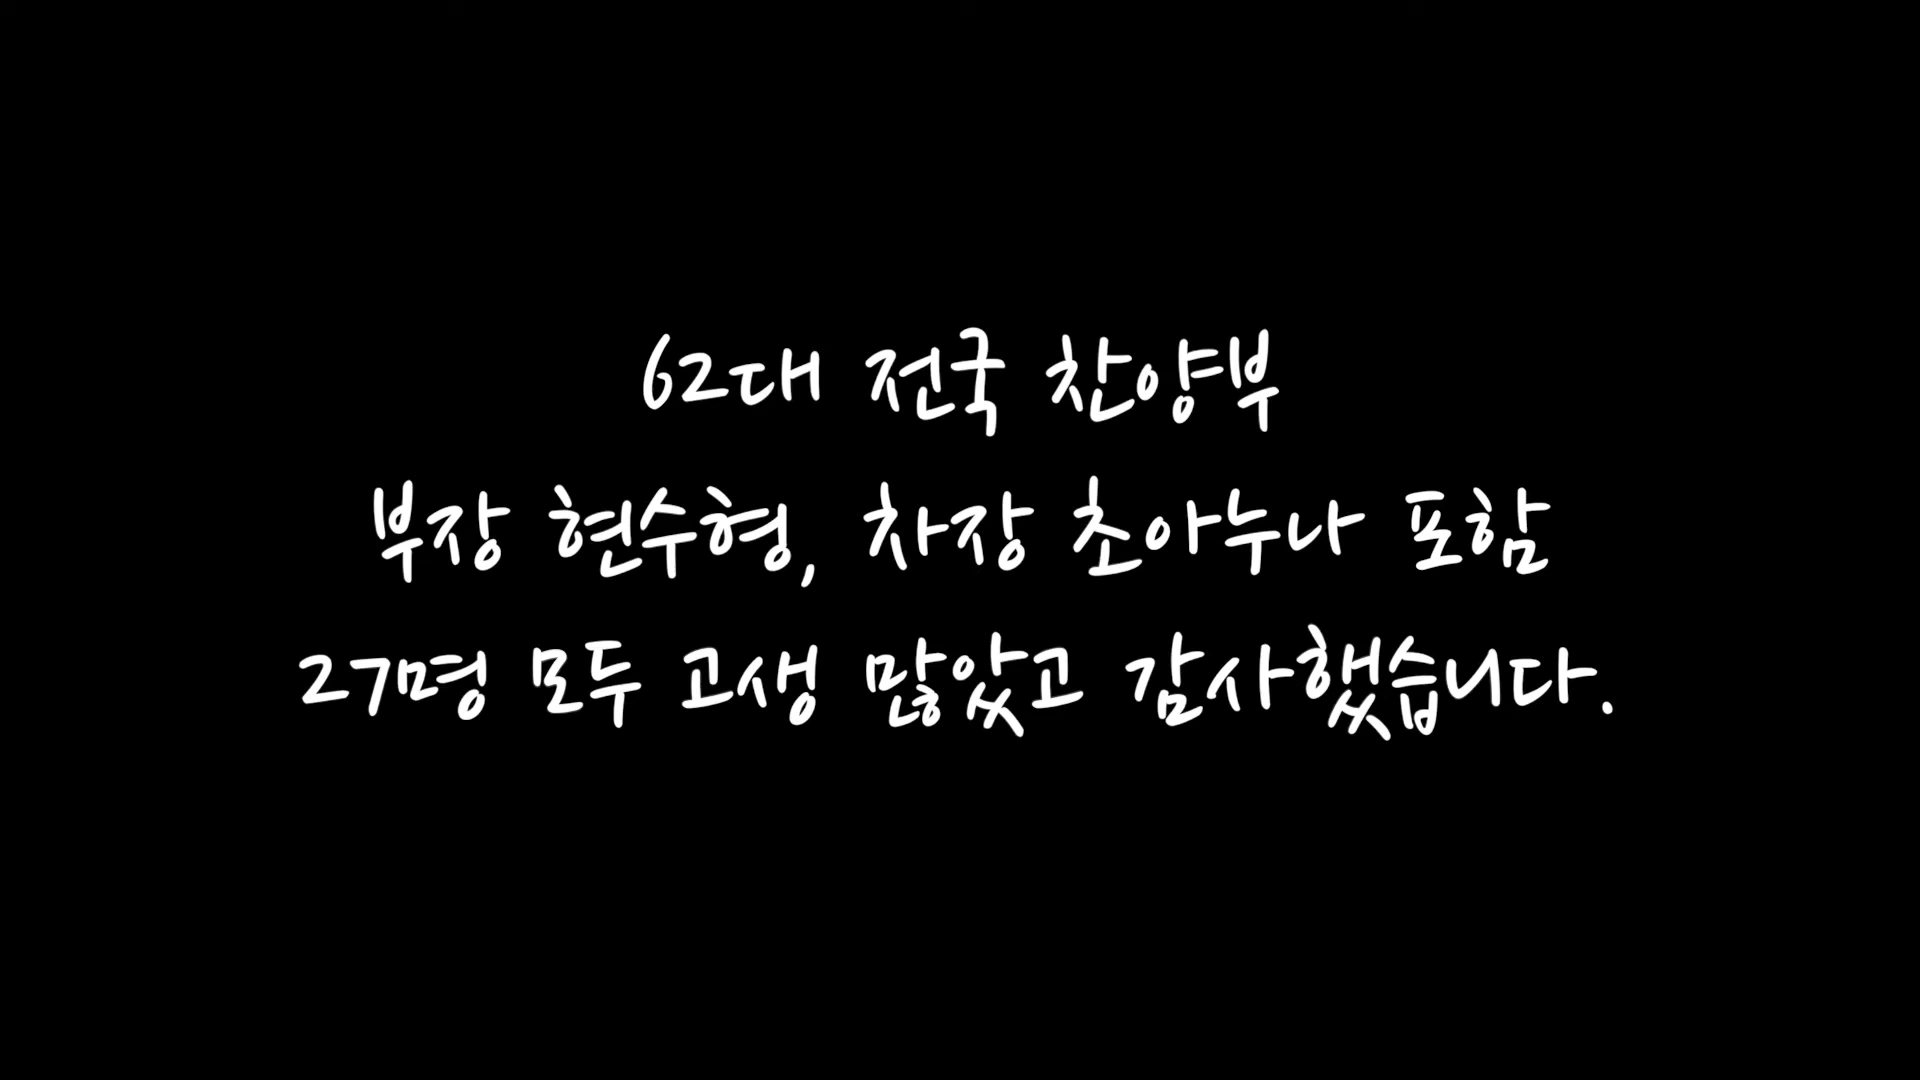 62대 전국 찬양부
부장 현수형, 차장 초아누나 포함
27명 모두 고생 많았고 감사했습니다.